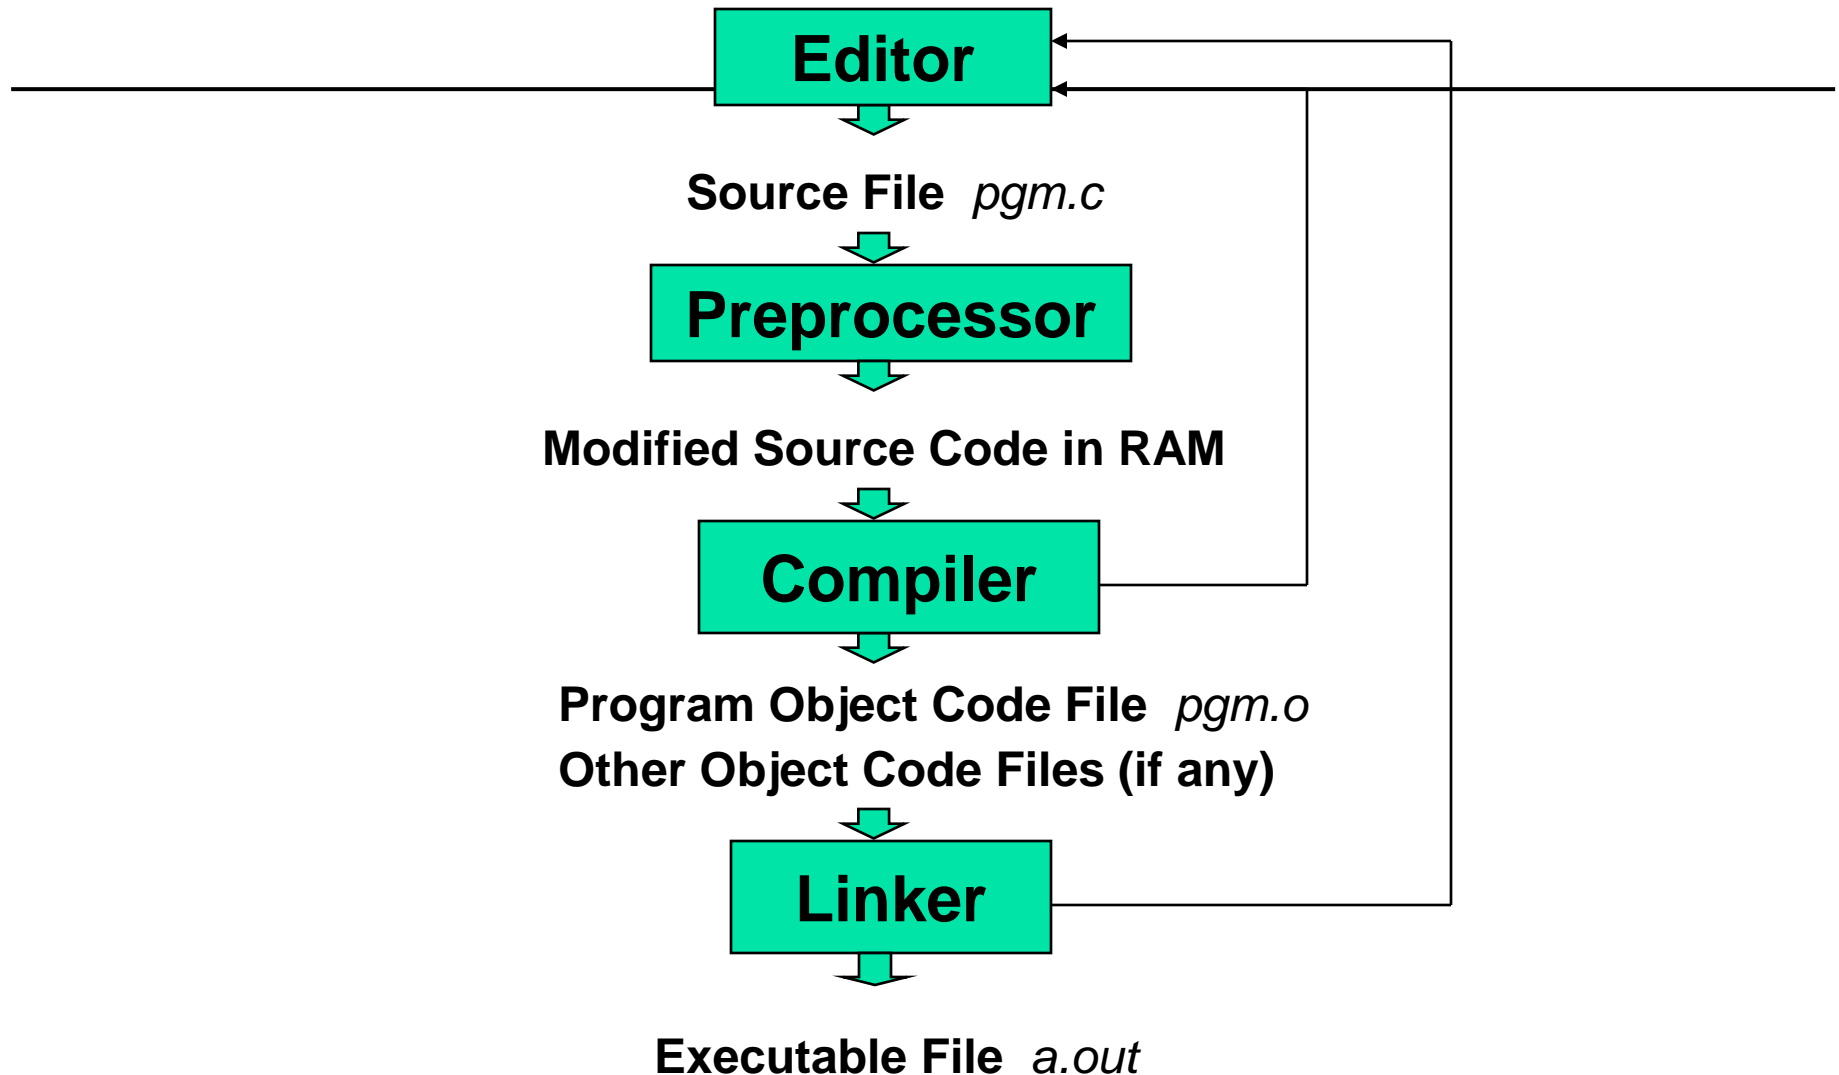 Editor
Source File pgm.c
Preprocessor
Modified Source Code in RAM
Compiler
Program Object Code File pgm.o
Other Object Code Files (if any)
Linker
Executable File a.out